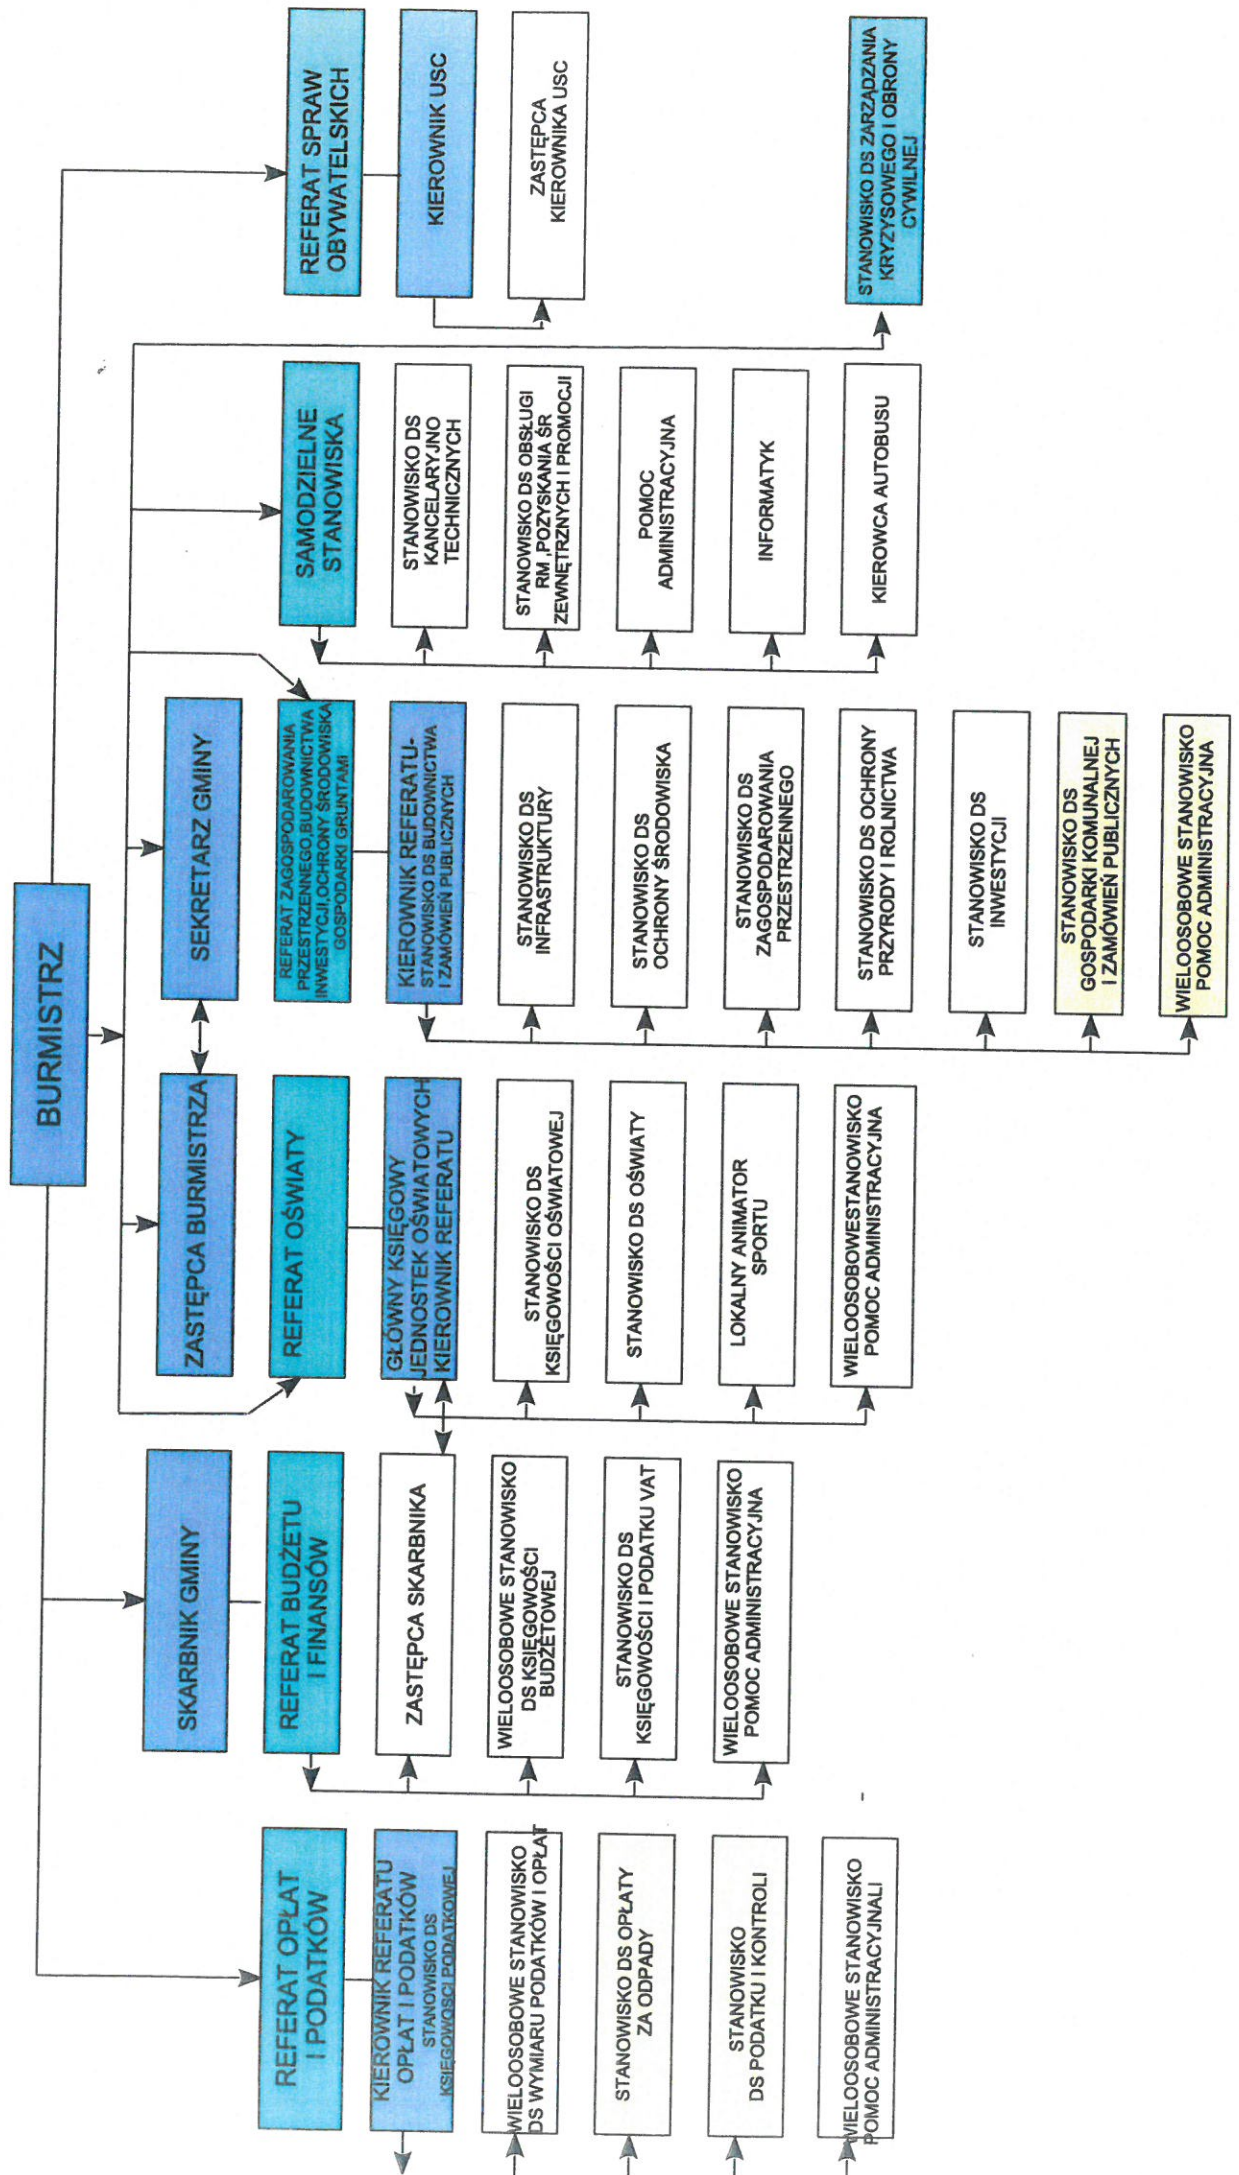 BURMISTRZ
REFERAT OPŁAT
I PODATKÓW
KIEROWNIK REFERATU
OPŁAT I PODATKÓW
STANOWISKO DS
KSIĘGOWOSCI PODATKOWEJ
WIELOOSOBOWE STANOWISKO
DS WYMIARU PODATKÓW I OPŁAT
STANOWISKO DS OPŁATY
ZA ODPADY
STANOWISKO
DS PODATKU I KONTROLI
WIELOOSOBOWE STANOWISKO
POMOC ADMINISTRACYJNALI
SKARBNIK GMINY
REFERAT BUDŻETU
I FINANSÓW
ZASTĘPCA SKARBNIKA
WIELOOSOBOWE STANOWISKO
DS KSIĘGOWOŚCI
BUDŻETOWEJ
STANOWISKO DS
KSIĘGOWOŚCI I PODATKU VAT
WIELOOSOBOWE STANOWISKO
POMOC ADMINISTRACYJNA
ZASTĘPCA BURMISTRZA
REFERAT OŚWIATY
GŁÓWNY KSIĘGOWY
JEDNOSTEK OŚWIATOWYCH
KIEROWNIK REFERATU
STANOWISKO DS
KSIĘGOWOŚCI OŚWIATOWEJ
STANOWISKO DS OŚWIATY
LOKALNY ANIMATOR
SPORTU
WIELOOSOBOWESTANOWISKO
POMOC ADMINISTRACYJNA
SEKRETARZ GMINY
REFERAT ZAGOSPODAROWANIA
PRZESTRZENNEGO,BUDOWNICTWA
INWESTYCJI,OCHRONY ŚRODOWISKA
GOSPODARKI GRUNTAMI
KIEROWNIK REFERATU-
STANOWISKO DS BUDOWNICTWA
I ZAMÓWIEŃ PUBLICZNYCH
STANOWISKO DS
INFRASTRUKTURY
STANOWISKO DS
OCHRONY ŚRODOWISKA
STANOWISKO DS
ZAGOSPODAROWANIA
PRZESTRZENNEGO
STANOWISKO DS OCHRONY
PRZYRODY I ROLNICTWA
STANOWISKO DS
INWESTYCJI
STANOWISKO DS
GOSPODARKI KOMUNALNEJ
I ZAMÓWIEŃ PUBLICZNYCH
WIELOOSOBOWE STANOWISKO
POMOC ADMINISTRACYJNA
SAMODZIELNE
STANOWISKA
STANOWISKO DS
KANCELARYJNO
TECHNICZNYCH
STANOWISKO DS OBSŁUGI
RM ,POZYSKANIA ŚR
ZEWNĘTRZNYCH I PROMOCJI
POMOC
ADMINISTRACYJNA
INFORMATYK
KIEROWCA AUTOBUSU
REFERAT SPRAW
OBYWATELSKICH
KIEROWNIK USC
ZASTĘPCA
KIEROWNIKA USC
STANOWISKO DS ZARZĄDZANIA
KRYZYSOWEGO I OBRONY
CYWILNEJ